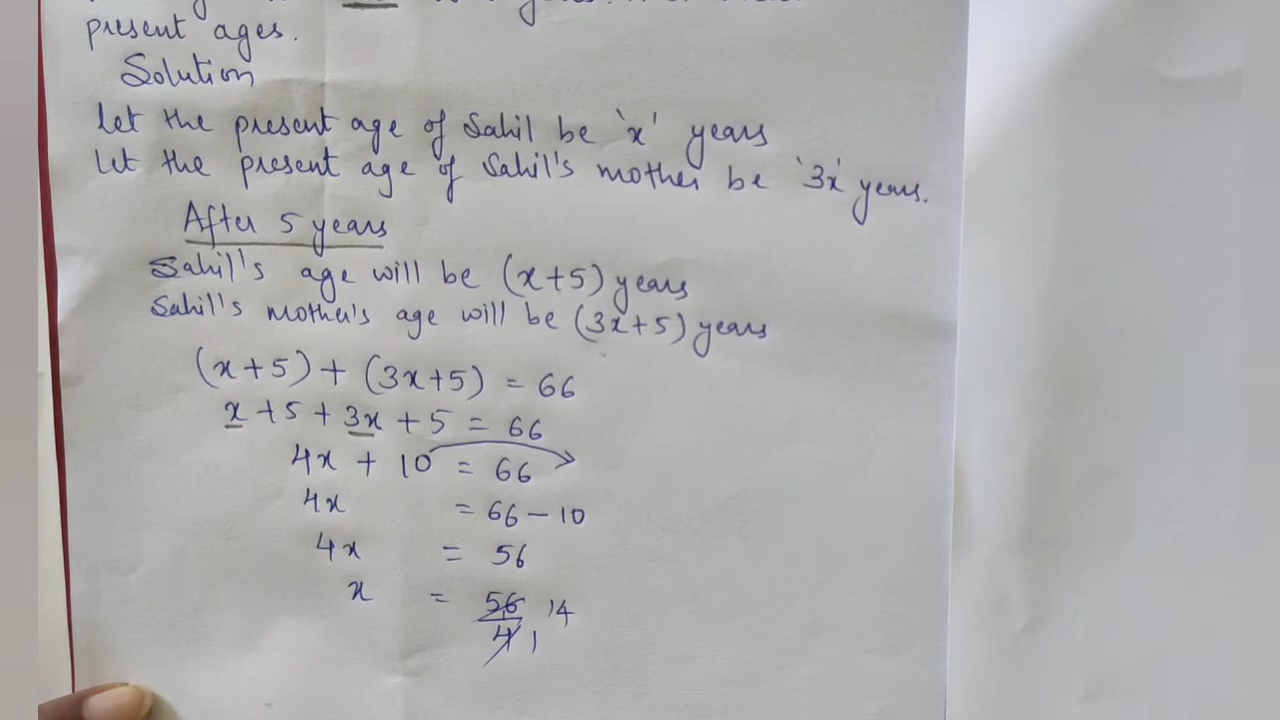 present ages.
Solution
Let the present age of Sahil be 'x' years
Let the present age of Sahil's mother be '3x' years.
After 5 years
Sahil's age will be (x+5) years
Sahil's mother's age will be (3x+5) years
(x+5) + (3x+5) = 66
x + 5 + 3x + 5 = 66
4x + 10 = 66
4x = 66 - 10
4x = 56
x = 56/4 14 1